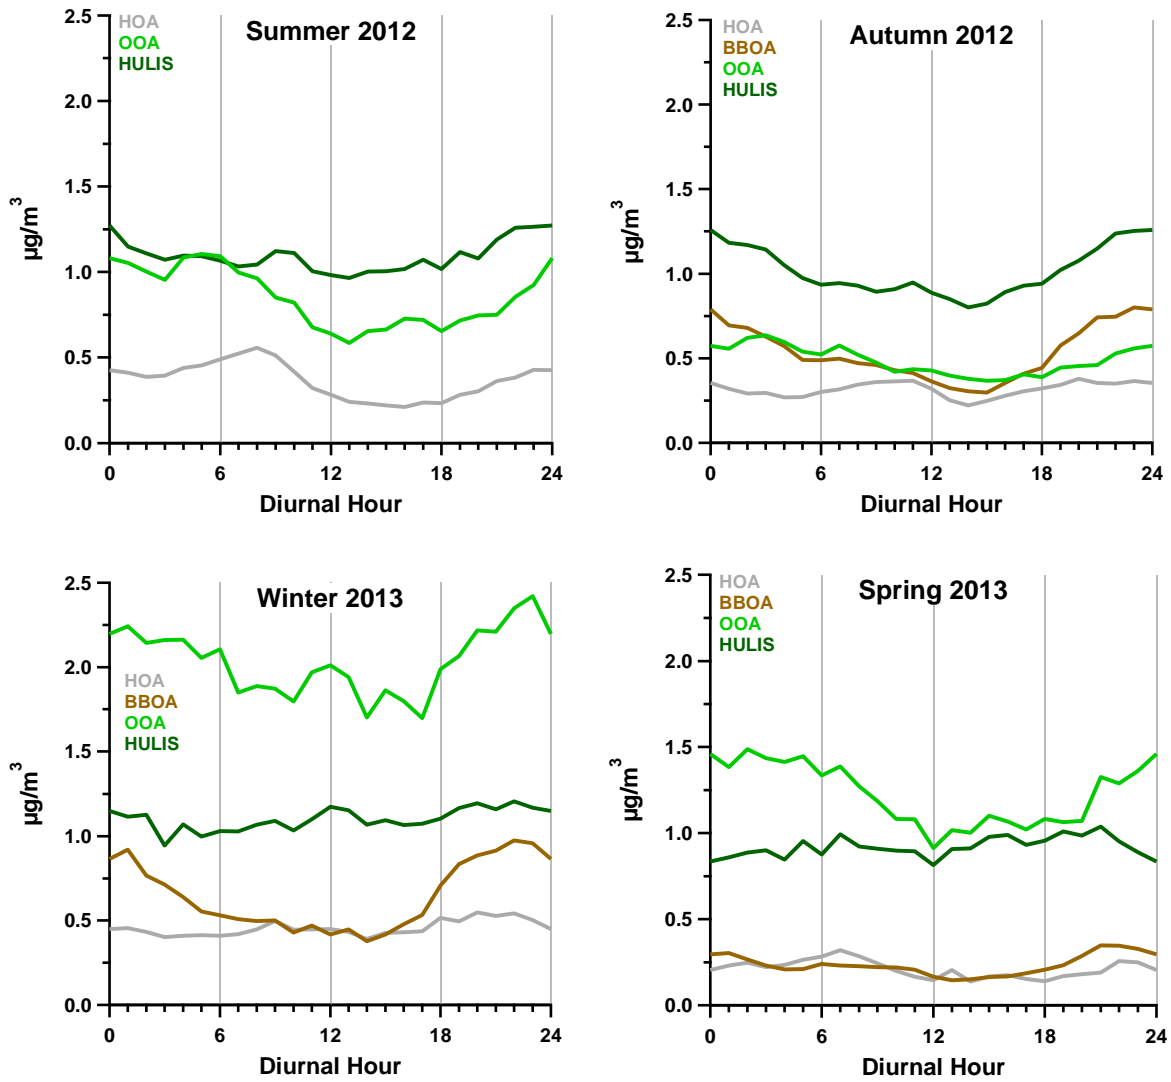 Summer 2012
HOA
OOA
HULIS
2.5
2.0
1.5
1.0
0.5
0.0
µg/m³
0 6 12 18 24
Diurnal Hour
Autumn 2012
HOA
BBOA
OOA
HULIS
2.5
2.0
1.5
1.0
0.5
0.0
µg/m³
0 6 12 18 24
Diurnal Hour
Winter 2013
HOA
BBOA
OOA
HULIS
2.5
2.0
1.5
1.0
0.5
0.0
µg/m³
0 6 12 18 24
Diurnal Hour
Spring 2013
HOA
BBOA
OOA
HULIS
2.5
2.0
1.5
1.0
0.5
0.0
µg/m³
0 6 12 18 24
Diurnal Hour